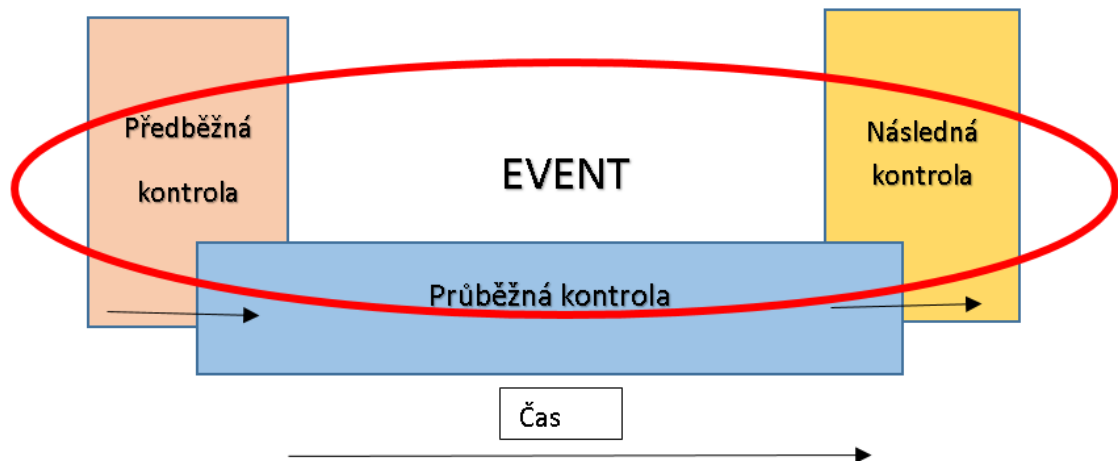 Předběžná
kontrola
EVENT
Následná
kontrola
Průběžná kontrola
Čas